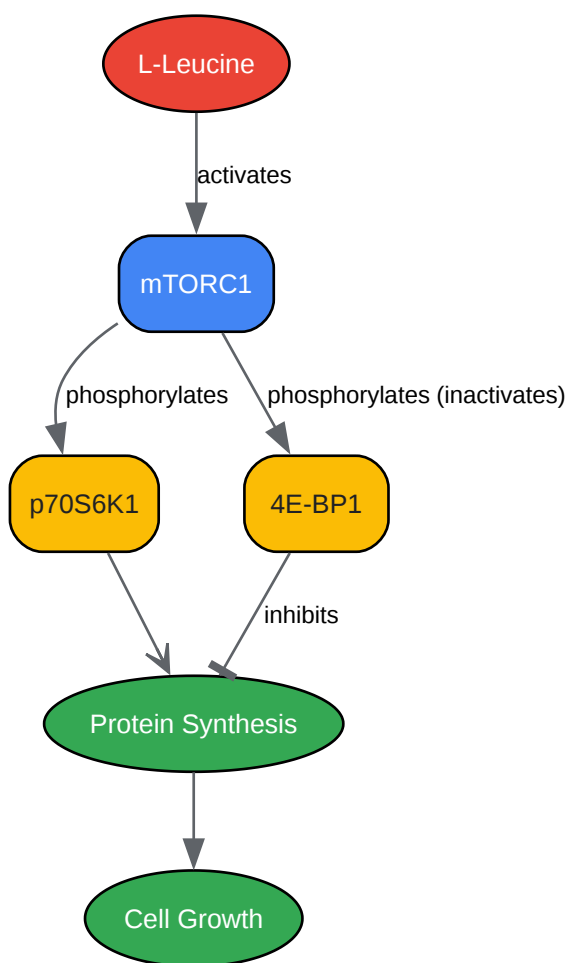 L-Leucine
activates
mTORC1
phosphorylates
phosphorylates (inactivates)
p70S6K1
4E-BP1
inhibits
Protein Synthesis
Cell Growth